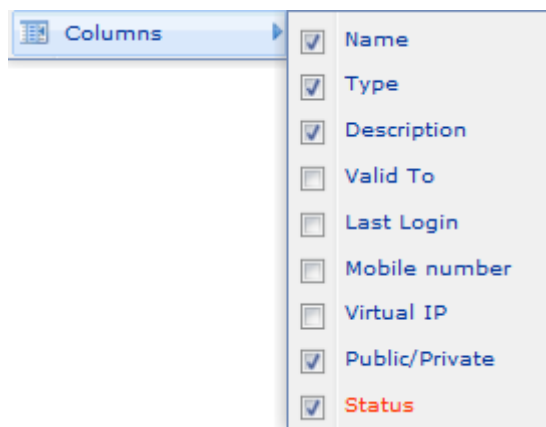 Columns
Name
Type
Description
Valid To
Last Login
Mobile number
Virtual IP
Public/Private
Status